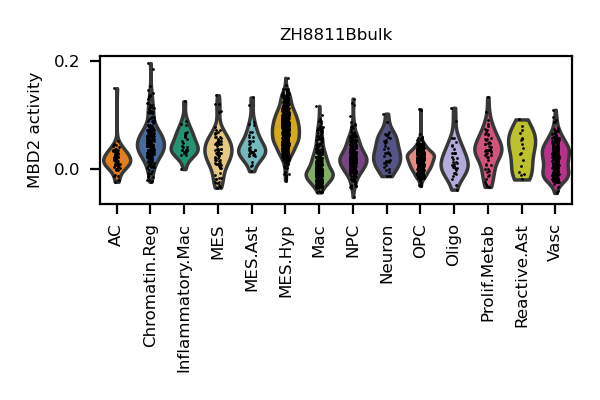 ZH8811Bbulk
MBD2 activity
0.2
0.0
AC
Chromatin.Reg
Inflammatory.Mac
MES
MES.Ast
MES.Hyp
Mac
NPC
Neuron
OPC
Oligo
Prolif.Metab
Reactive.Ast
Vasc